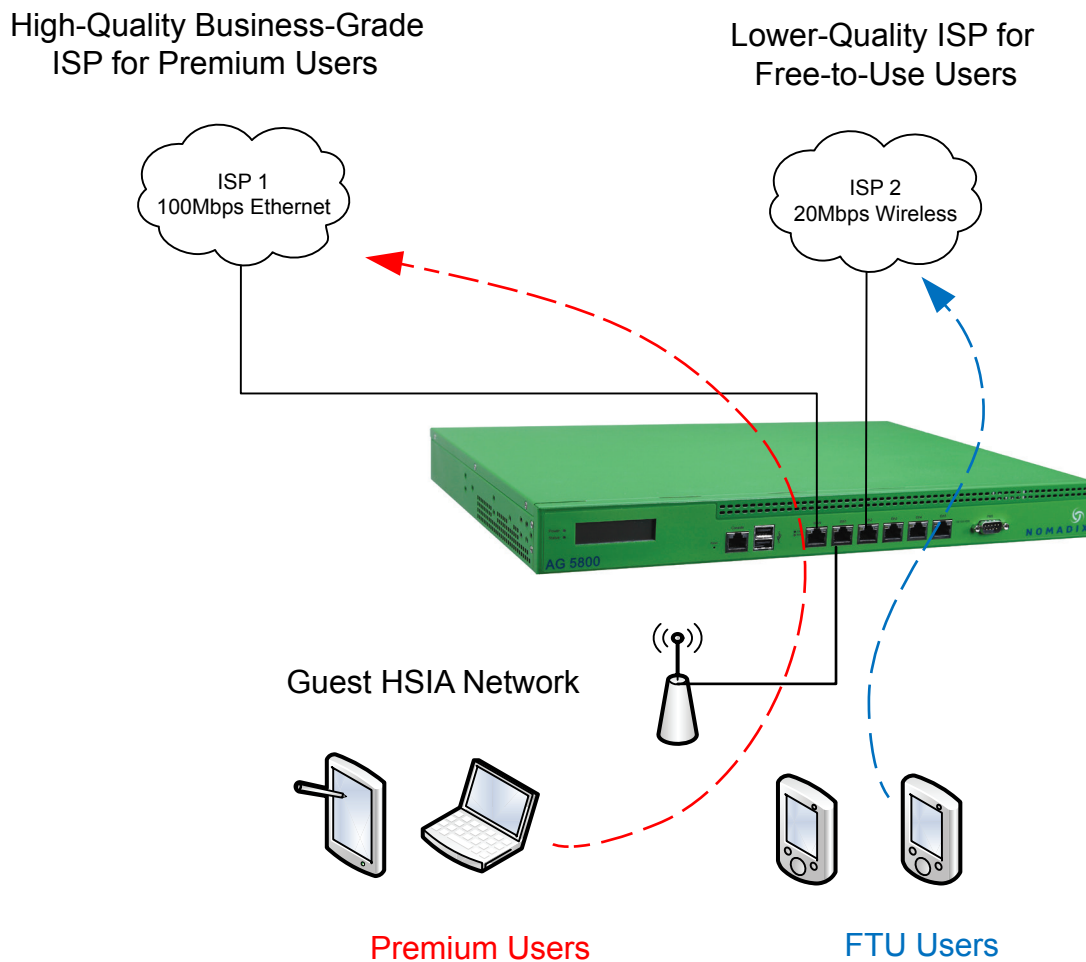 High-Quality Business-Grade
ISP for Premium Users
Lower-Quality ISP for
Free-to-Use Users
ISP 1
100Mbps Ethernet
ISP 2
20Mbps Wireless
NOMADIX
AG 5800
Guest HSIA Network
Premium Users
FTU Users